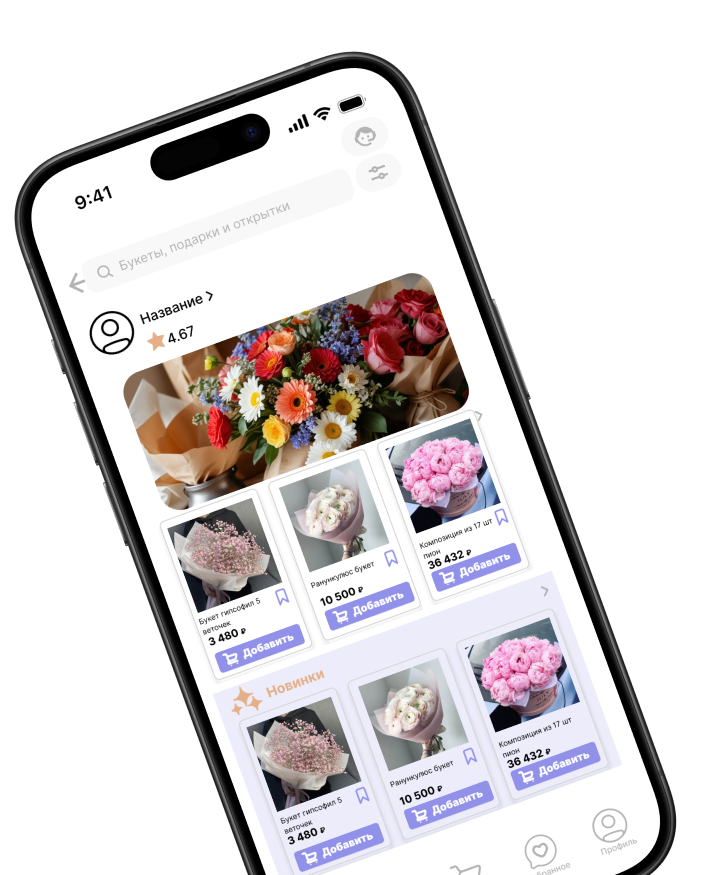 9:41
Букеты, подарки и открытки
Название
4.67
Букет гипсофил 5
веточек
3 480 ₽
Добавить
Ранункулюс букет
10 500 ₽
Добавить
Композиция из 17 шт
пион
36 432 ₽
Добавить
Новинки
Букет гипсофил 5
веточек
3 480 ₽
Добавить
Ранункулюс букет
10 500 ₽
Добавить
Композиция из 17 шт
пион
36 432 ₽
Добавить
бранное
Профиль